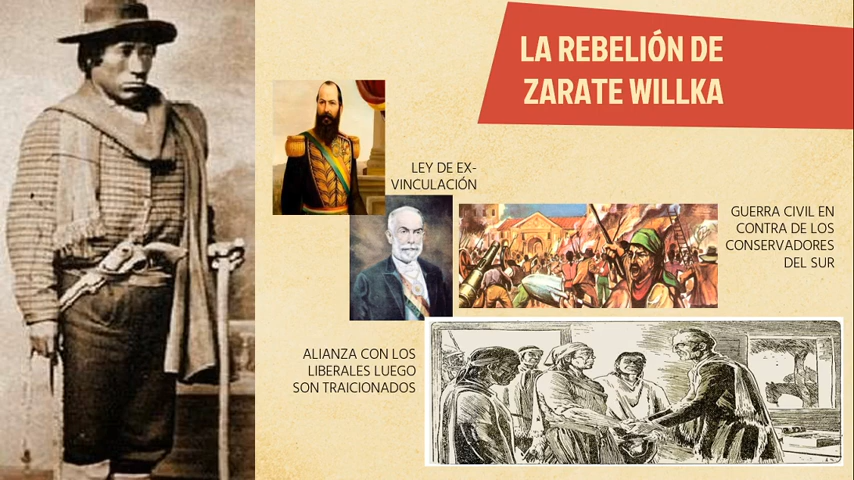 LA REBELIÓN DE
ZARATE WILLKA
LEY DE EX-
VINCULACIÓN
GUERRA CIVIL EN
CONTRA DE LOS
CONSERVADORES
DEL SUR
ALIANZA CON LOS
LIBERALES LUEGO
SON TRAICIONADOS